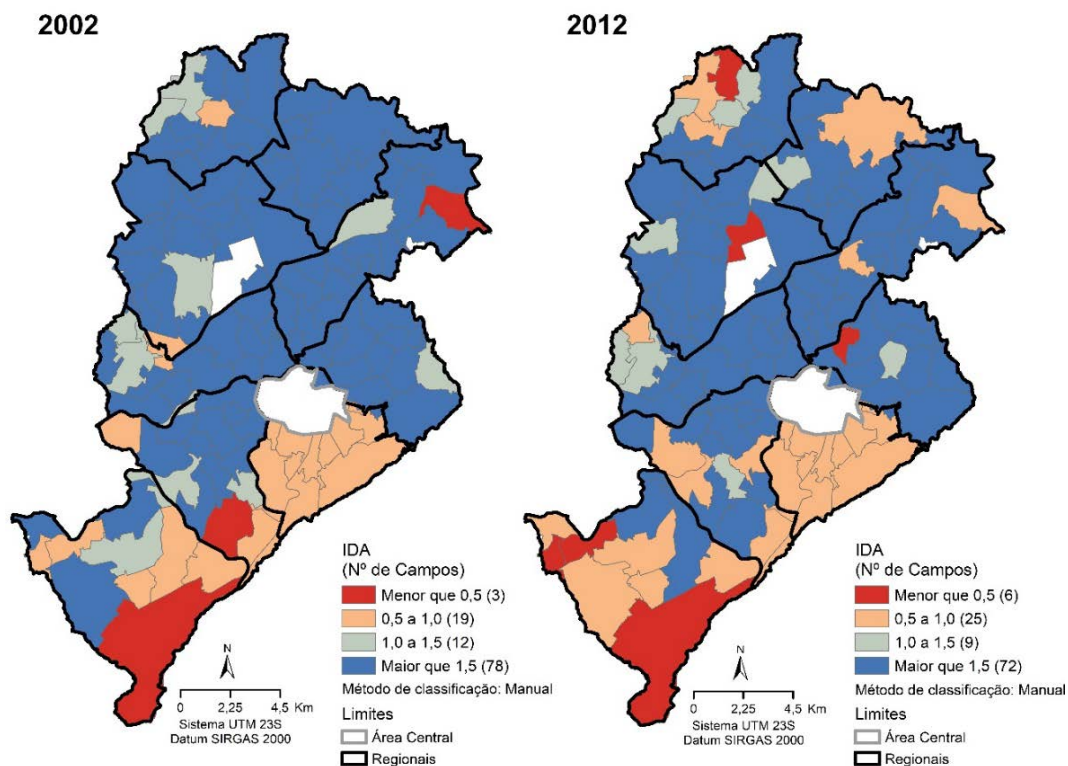 2002
IDA
(Nº de Campos)
Menor que 0,5 (3)
0,5 a 1,0 (19)
1,0 a 1,5 (12)
Maior que 1,5 (78)
Método de classificação: Manual
Limites
Área Central
Regionais
N
0 2,25 4,5 Km
Sistema UTM 23S
Datum SIRGAS 2000
2012
IDA
(Nº de Campos)
Menor que 0,5 (6)
0,5 a 1,0 (25)
1,0 a 1,5 (9)
Maior que 1,5 (72)
Método de classificação: Manual
Limites
Área Central
Regionais
N
0 2,25 4,5 Km
Sistema UTM 23S
Datum SIRGAS 2000